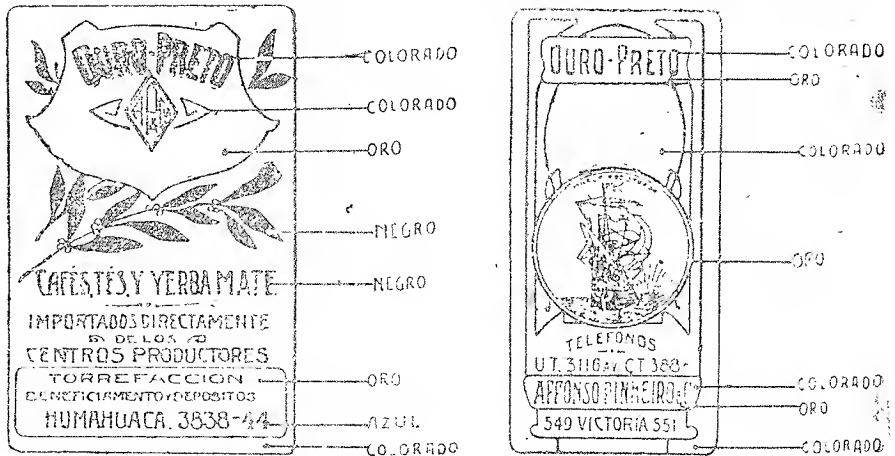 OURO-PRETO
CAFÉS, TÉS, Y YERBA MATE
IMPORTADOS DIRECTAMENTE
DE LOS
CENTROS PRODUCTORES
TORREFACCION
BENEFICIAMENTO Y DEPOSITOS
HUMAHUACA, 3838-44
COLORADO
COLORADO
ORO
NEGRO
NEGRO
ORO
AZUL
COLORADO
OURO-PRETO
TELEFONOS
U.T. 3116 AV. C.T. 388
AFFONSO PINHEIRO & C
549 VICTORIA 551
COLORADO
ORO
COLORADO
ORO
COLORADO
ORO
COLORADO